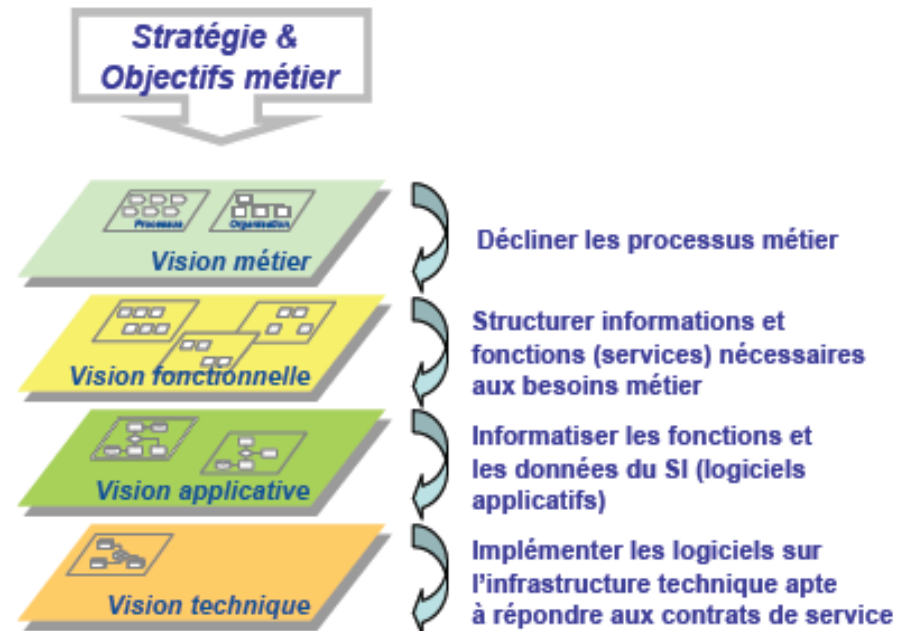 Stratégie &
Objectifs métier
Processus
Organisation
Vision métier
Décliner les processus métier
Vision fonctionnelle
Structurer informations et
fonctions (services) nécessaires
aux besoins métier
Vision applicative
Informatiser les fonctions et
les données du SI (logiciels
applicatifs)
Vision technique
Implémenter les logiciels sur
l'infrastructure technique apte
à répondre aux contrats de service